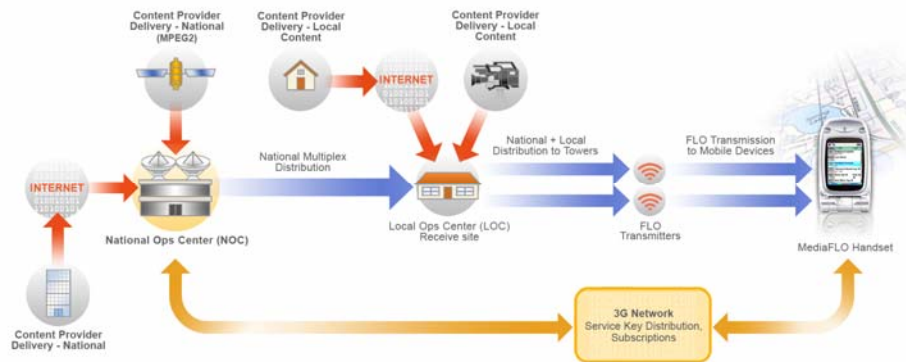 Content Provider
Delivery - National
(MPEG2)
Content Provider
Delivery - Local
Content
Content Provider
Delivery - Local
Content
INTERNET
National Multiplex
Distribution
National + Local
Distribution to Towers
FLO Transmission
to Mobile Devices
INTERNET
National Ops Center (NOC)
Local Ops Center (LOC)
Receive site
FLO
Transmitters
MediaFLO Handset
Content Provider
Delivery - National
3G Network
Service Key Distribution,
Subscriptions